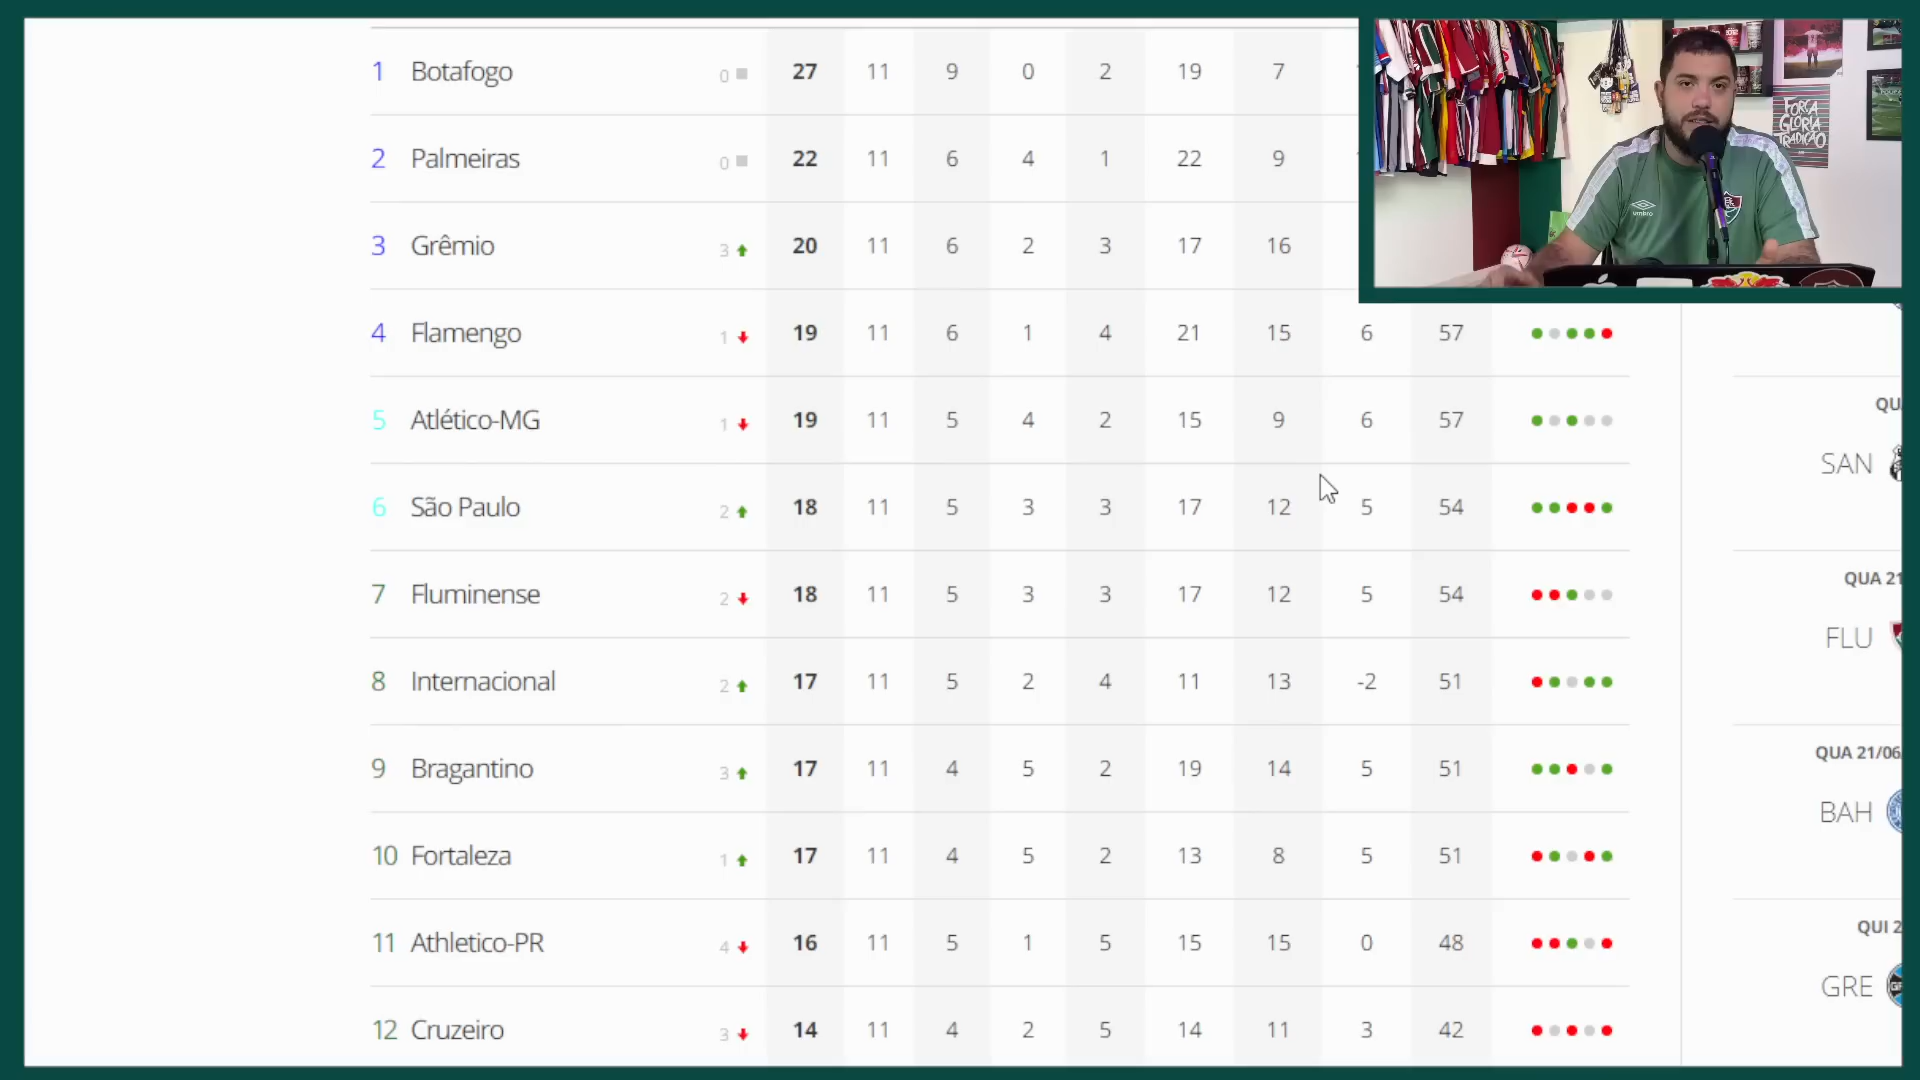 1 Botafogo 0 27 11 9 0 2 19 7
2 Palmeiras 0 22 11 6 4 1 22 9
3 Grêmio 3 20 11 6 2 3 17 16
4 Flamengo 1 19 11 6 1 4 21 15 6 57
5 Atlético-MG 1 19 11 5 4 2 15 9 6 57
6 São Paulo 2 18 11 5 3 3 17 12 5 54
7 Fluminense 2 18 11 5 3 3 17 12 5 54
8 Internacional 2 17 11 5 2 4 11 13 -2 51
9 Bragantino 3 17 11 4 5 2 19 14 5 51
10 Fortaleza 1 17 11 4 5 2 13 8 5 51
11 Athletico-PR 4 16 11 5 1 5 15 15 0 48
12 Cruzeiro 3 14 11 4 2 5 14 11 3 42
FORÇA
GLÓRIA
TRADIÇÃO
umbro
QU
SAN
QUA 21
FLU
QUA 21/06
BAH
QUI 2
GRE